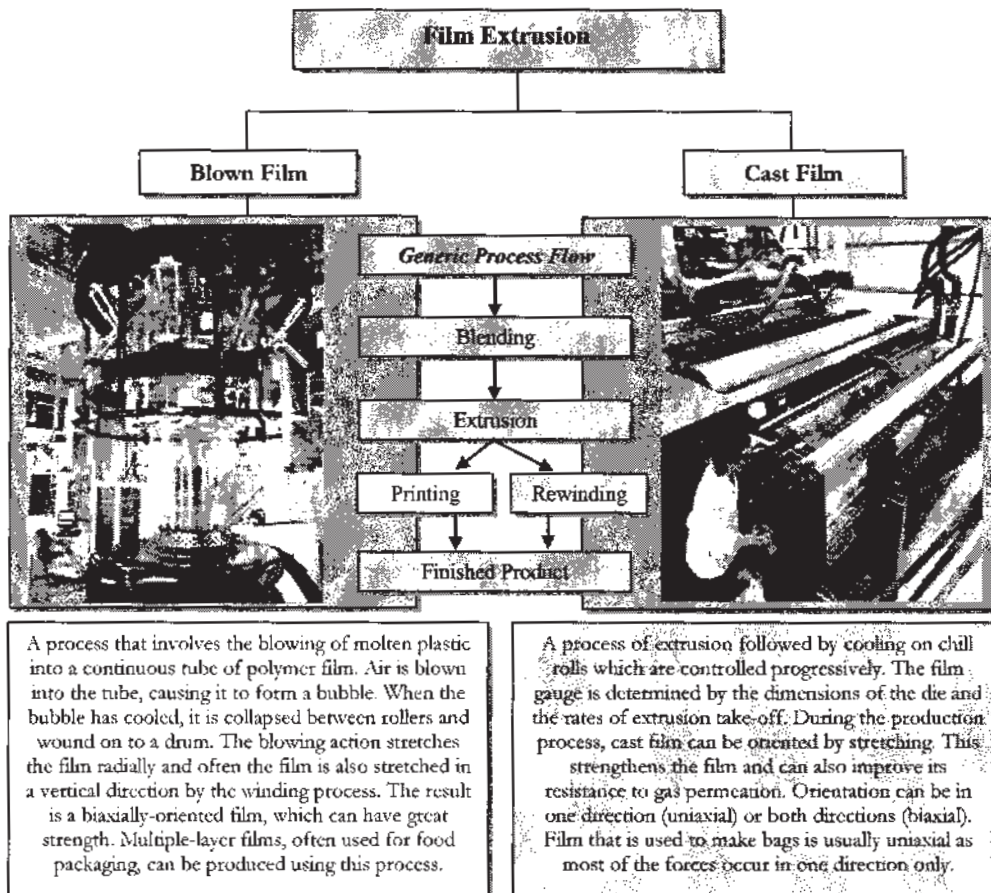 Film Extrusion
Blown Film
Cast Film
Generic Process Flow
Blending
Extrusion
Printing
Rewinding
Finished Product
A process that involves the blowing of molten plastic
into a continuous tube of polymer film. Air is blown
into the tube, causing it to form a bubble. When the
bubble has cooled, it is collapsed between rollers and
wound on to a drum. The blowing action stretches
the film radially and often the film is also stretched in
a vertical direction by the winding process. The result
is a biaxially-oriented film, which can have great
strength. Multiple-layer films, often used for food
packaging, can be produced using this process.
A process of extrusion followed by cooling on chill
rolls which are controlled progressively. The film
gauge is determined by the dimensions of the die and
the rates of extrusion take-off. During the production
process, cast film can be oriented by stretching. This
strengthens the film and can also improve its
resistance to gas permeation. Orientation can be in
one direction (uniaxial) or both directions (biaxial).
Film that is used to make bags is usually uniaxial as
most of the forces occur in one direction only.